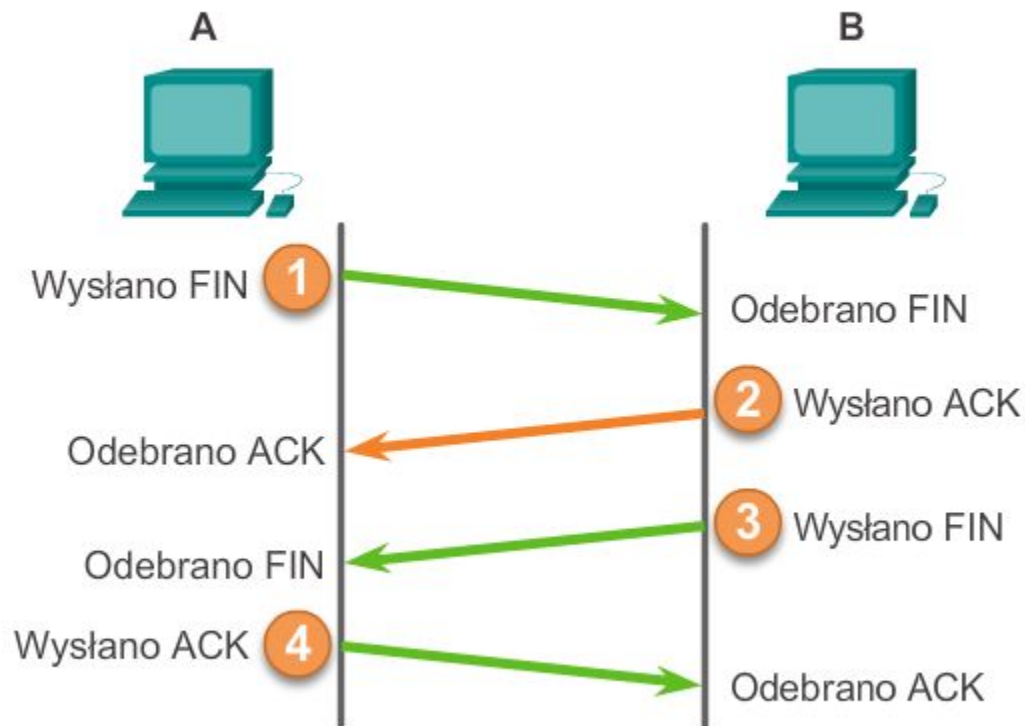 A
B
Wysłano FIN 1
Odebrano FIN
2 Wysłano ACK
Odebrano ACK
3 Wysłano FIN
Odebrano FIN
Wysłano ACK 4
Odebrano ACK